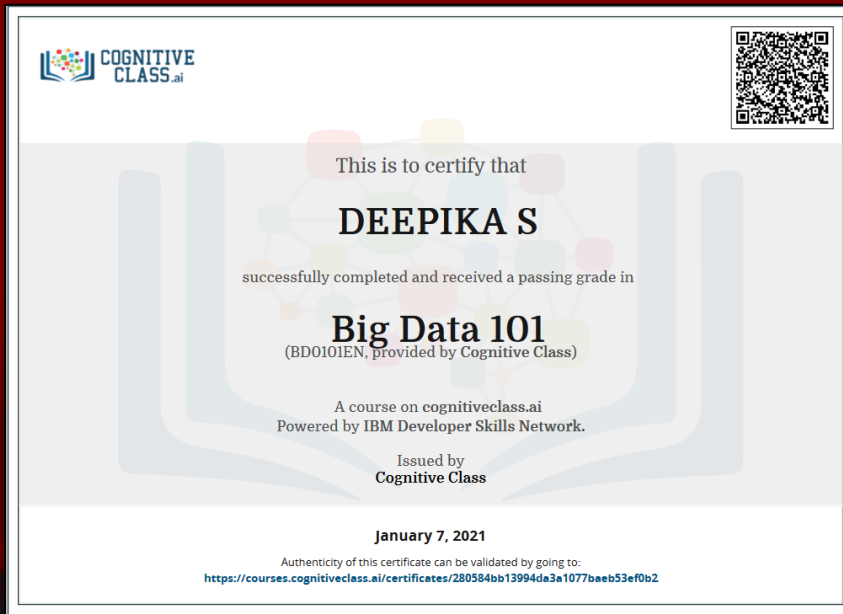 COGNITIVE
CLASS.ai
This is to certify that
DEEPIKA S
successfully completed and received a passing grade in
Big Data 101
(BD0101EN, provided by Cognitive Class)
A course on cognitiveclass.ai
Powered by IBM Developer Skills Network.
Issued by
Cognitive Class
January 7, 2021
Authenticity of this certificate can be validated by going to:
https://courses.cognitiveclass.ai/certificates/280584bb13994da3a1077baeb53ef0b2